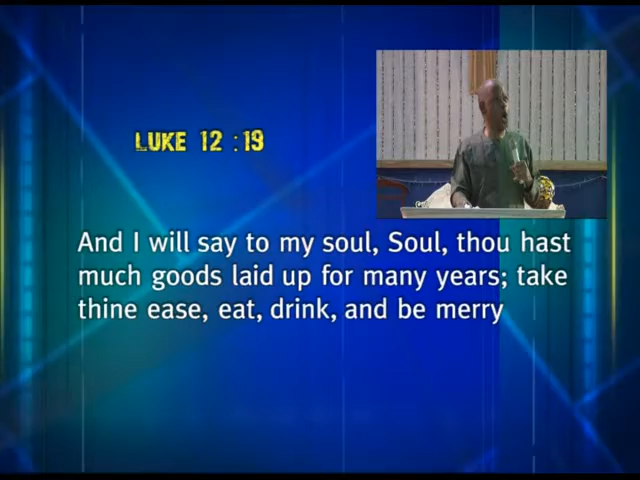 LUKE 12 :19
And I will say to my soul, Soul, thou hast
much goods laid up for many years; take
thine ease, eat, drink, and be merry